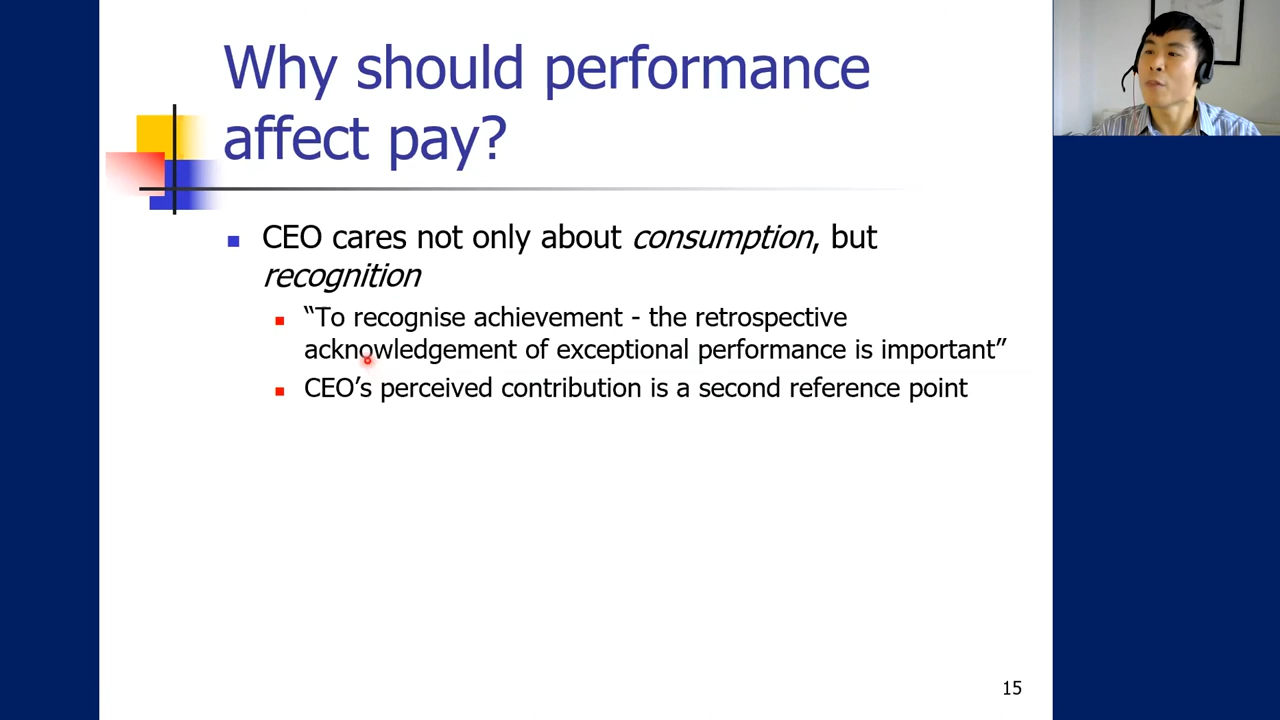 Why should performance
affect pay?
CEO cares not only about consumption, but
recognition
“To recognise achievement - the retrospective
acknowledgement of exceptional performance is important”
CEO’s perceived contribution is a second reference point
15